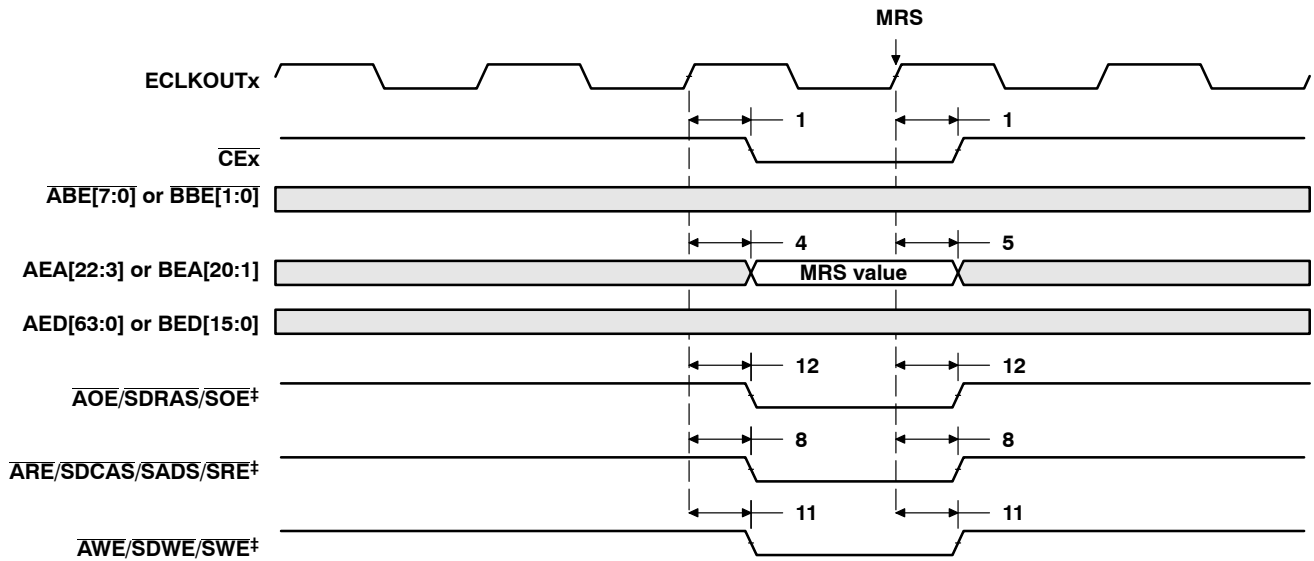 MRS
ECLKOUTx
1 1
CEx
ABE[7:0] or BBE[1:0]
4 5
AEA[22:3] or BEA[20:1] MRS value
AED[63:0] or BED[15:0]
12 12
AOE/SDRAS/SOE‡
8 8
ARE/SDCAS/SADS/SRE‡
11 11
AWE/SDWE/SWE‡